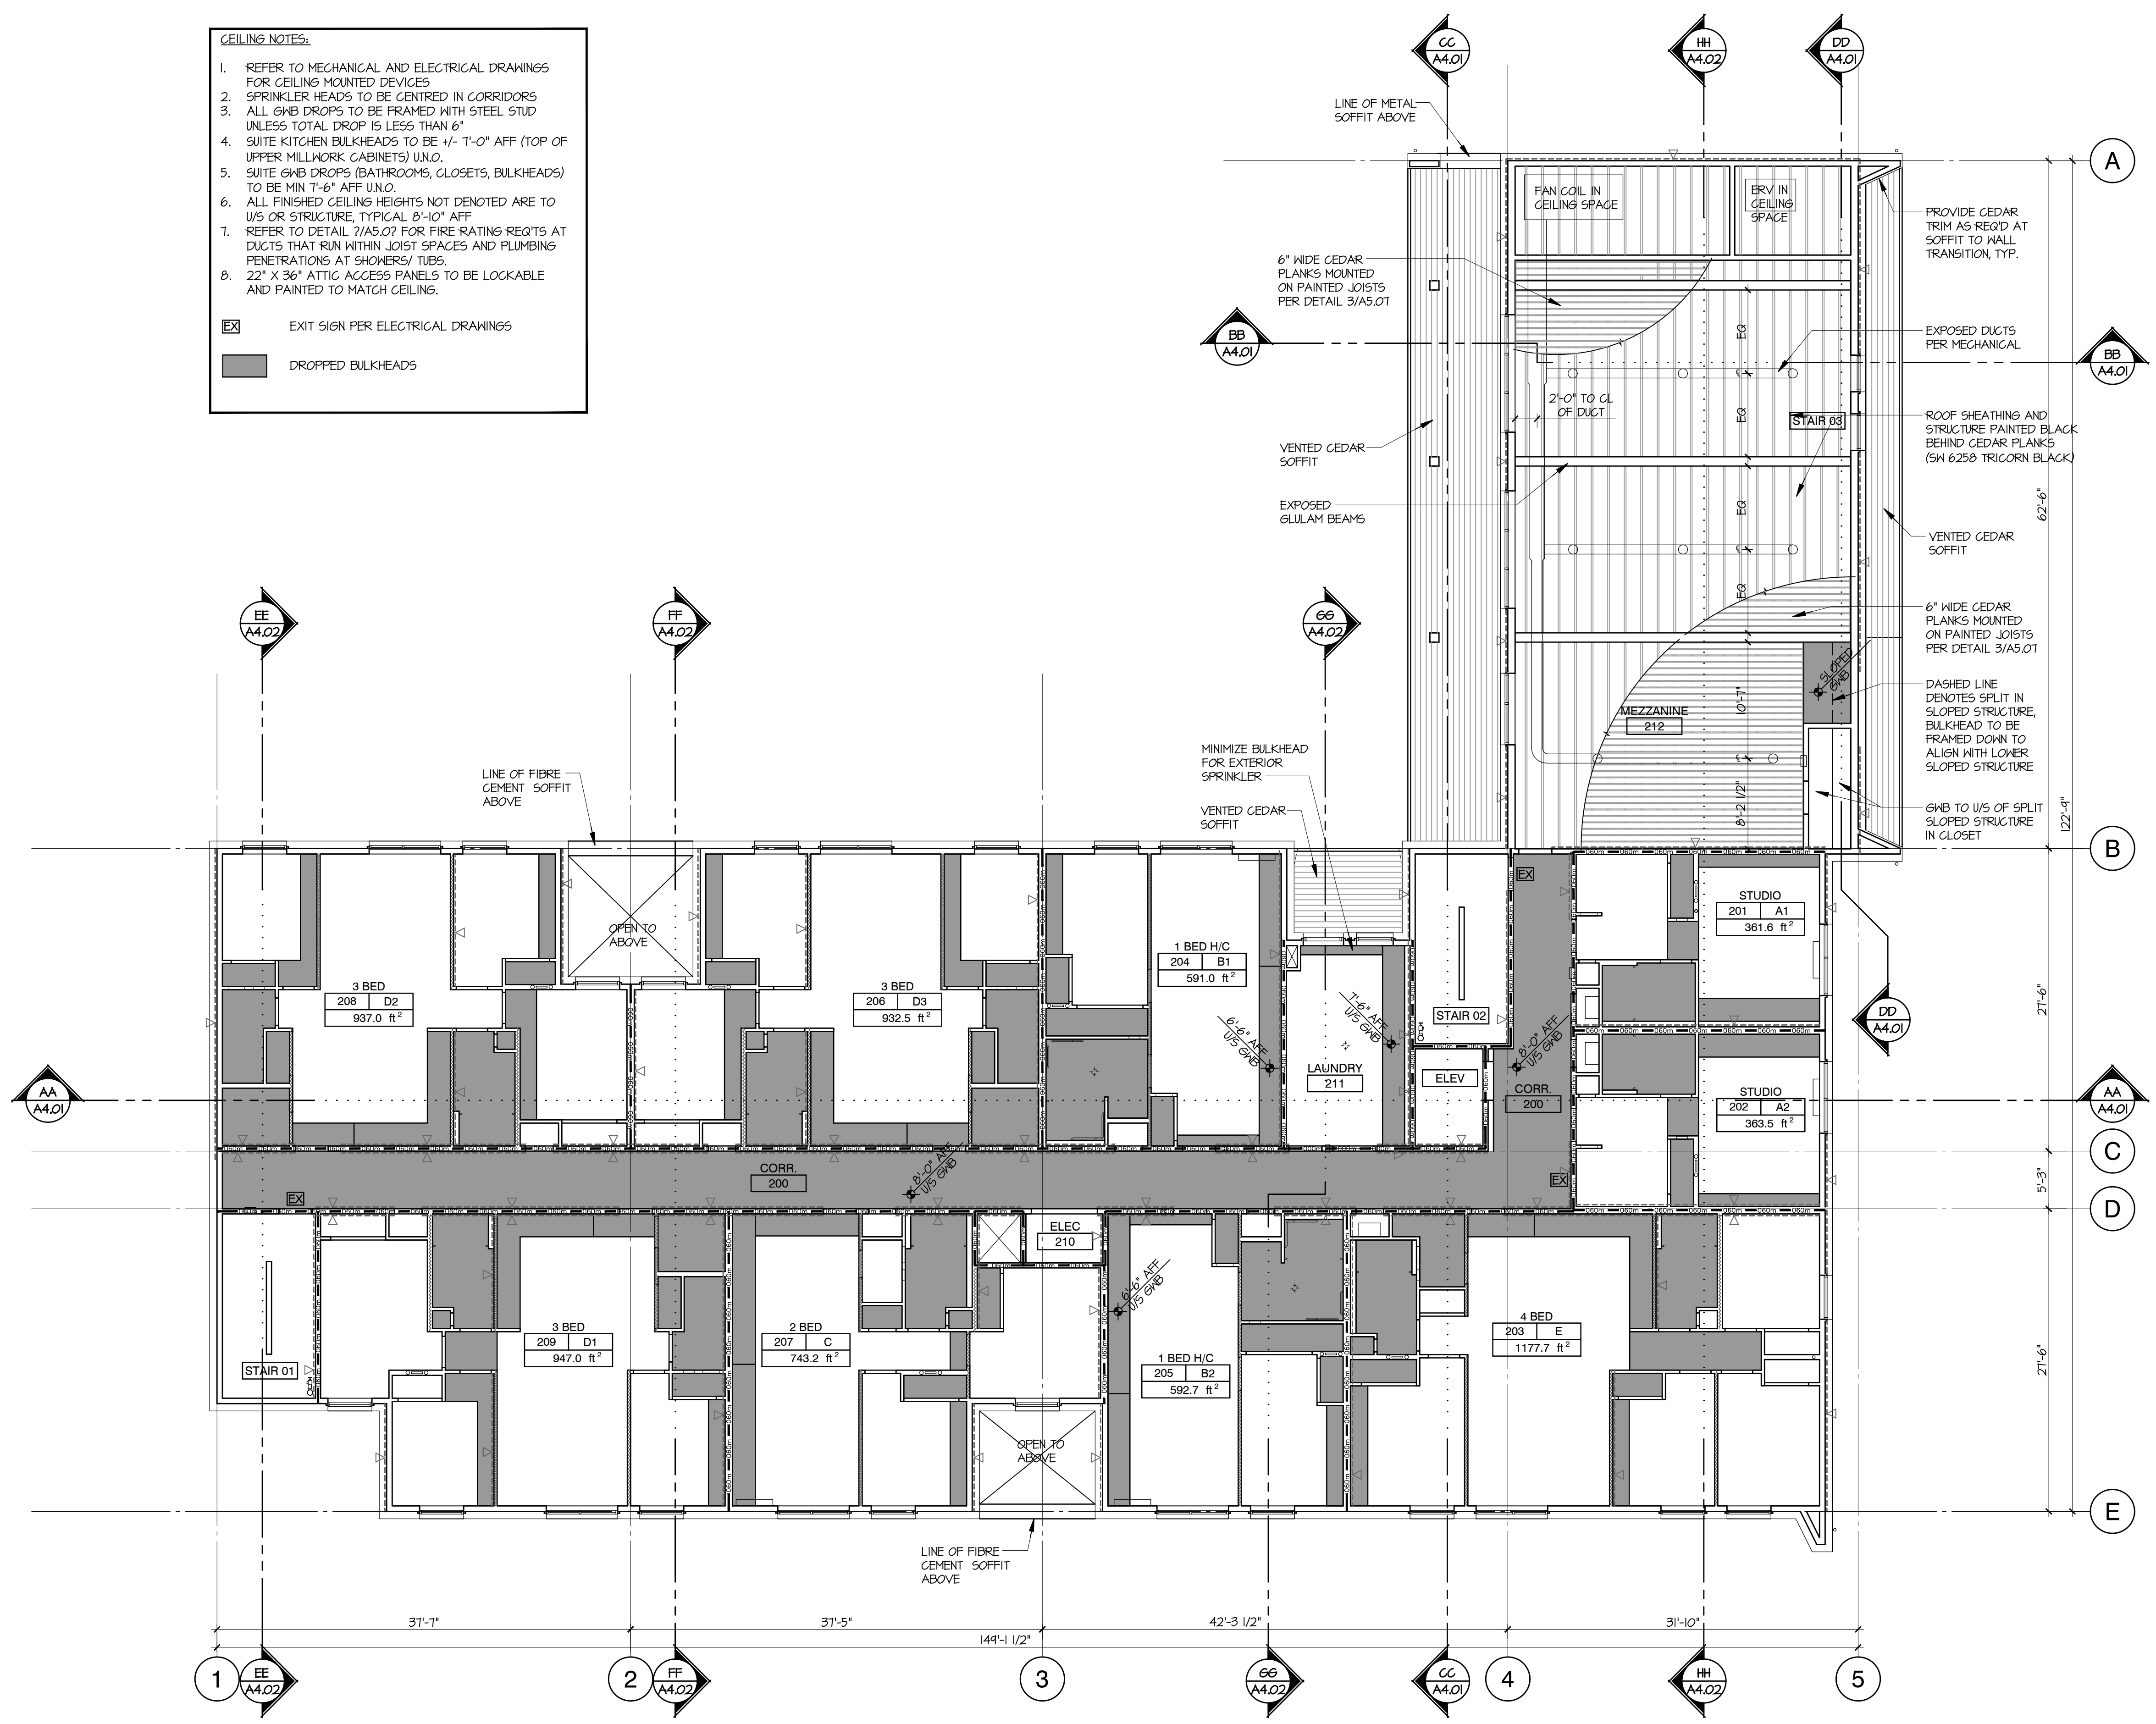 CEILING NOTES:
1. REFER TO MECHANICAL AND ELECTRICAL DRAWINGS
FOR CEILING MOUNTED DEVICES
2. SPRINKLER HEADS TO BE CENTRED IN CORRIDORS
3. ALL GWB DROPS TO BE FRAMED WITH STEEL STUD
UNLESS TOTAL DROP IS LESS THAN 6"
4. SUITE KITCHEN BULKHEADS TO BE +/- 7'-0" AFF (TOP OF
UPPER MILLWORK CABINETS) U.N.O.
5. SUITE GWB DROPS (BATHROOMS, CLOSETS, BULKHEADS)
TO BE MIN 7'-6" AFF U.N.O.
6. ALL FINISHED CEILING HEIGHTS NOT DENOTED ARE TO
U/S OR STRUCTURE, TYPICAL 8'-10" AFF
7. REFER TO DETAIL ?/A5.0? FOR FIRE RATING REQ'TS AT
DUCTS THAT RUN WITHIN JOIST SPACES AND PLUMBING
PENETRATIONS AT SHOWERS/ TUBS.
8. 22" X 36" ATTIC ACCESS PANELS TO BE LOCKABLE
AND PAINTED TO MATCH CEILING.
EX EXIT SIGN PER ELECTRICAL DRAWINGS
DROPPED BULKHEADS
CC
A4.01
HH
A4.02
DD
A4.01
LINE OF METAL
SOFFIT ABOVE
A
FAN COIL IN
CEILING SPACE
ERV IN
CEILING
SPACE
PROVIDE CEDAR
TRIM AS REQ'D AT
SOFFIT TO WALL
TRANSITION, TYP.
6" WIDE CEDAR
PLANKS MOUNTED
ON PAINTED JOISTS
PER DETAIL 3/A5.07
BB
A4.01
EQ
EXPOSED DUCTS
PER MECHANICAL
BB
A4.01
2'-0" TO CL
OF DUCT
EQ
STAIR 03
ROOF SHEATHING AND
STRUCTURE PAINTED BLACK
BEHIND CEDAR PLANKS
(SW 6258 TRICORN BLACK)
VENTED CEDAR
SOFFIT
EXPOSED
GLULAM BEAMS
EQ
62'-6"
VENTED CEDAR
SOFFIT
EQ
6" WIDE CEDAR
PLANKS MOUNTED
ON PAINTED JOISTS
PER DETAIL 3/A5.07
EE
A4.02
FF
A4.02
GG
A4.02
SLOPED
GWB
DASHED LINE
DENOTES SPLIT IN
SLOPED STRUCTURE,
BULKHEAD TO BE
FRAMED DOWN TO
ALIGN WITH LOWER
SLOPED STRUCTURE
10'-7"
MEZZANINE
212
MINIMIZE BULKHEAD
FOR EXTERIOR
SPRINKLER
LINE OF FIBRE
CEMENT SOFFIT
ABOVE
VENTED CEDAR
SOFFIT
8'-2 1/2"
GWB TO U/S OF SPLIT
SLOPED STRUCTURE
IN CLOSET
122'-9"
B
EX
OPEN TO
ABOVE
STUDIO
201 A1
361.6 ft²
1 BED H/C
204 B1
591.0 ft²
3 BED
208 D2
937.0 ft²
3 BED
206 D3
932.5 ft²
27'-6"
STAIR 02
DD
A4.01
6'-6" AFF
U/S GWB
7'-6" AFF
U/S GWB
8'-0" AFF
U/S GWB
LAUNDRY
211
ELEV
CORR.
200
STUDIO
202 A2
363.5 ft²
AA
A4.01
AA
A4.01
C
CORR.
200
8'-0" AFF
U/S GWB
EX
EX
5'-3"
D
ELEC
210
6'-6" AFF
U/S GWB
STAIR 01
3 BED
209 D1
947.0 ft²
2 BED
207 C
743.2 ft²
1 BED H/C
205 B2
592.7 ft²
4 BED
203 E
1177.7 ft²
27'-6"
OPEN TO
ABOVE
E
LINE OF FIBRE
CEMENT SOFFIT
ABOVE
37'-7"
37'-5"
42'-3 1/2"
31'-10"
149'-1 1/2"
1
EE
A4.02
2
FF
A4.02
3
GG
A4.02
CC
A4.01
4
HH
A4.02
5